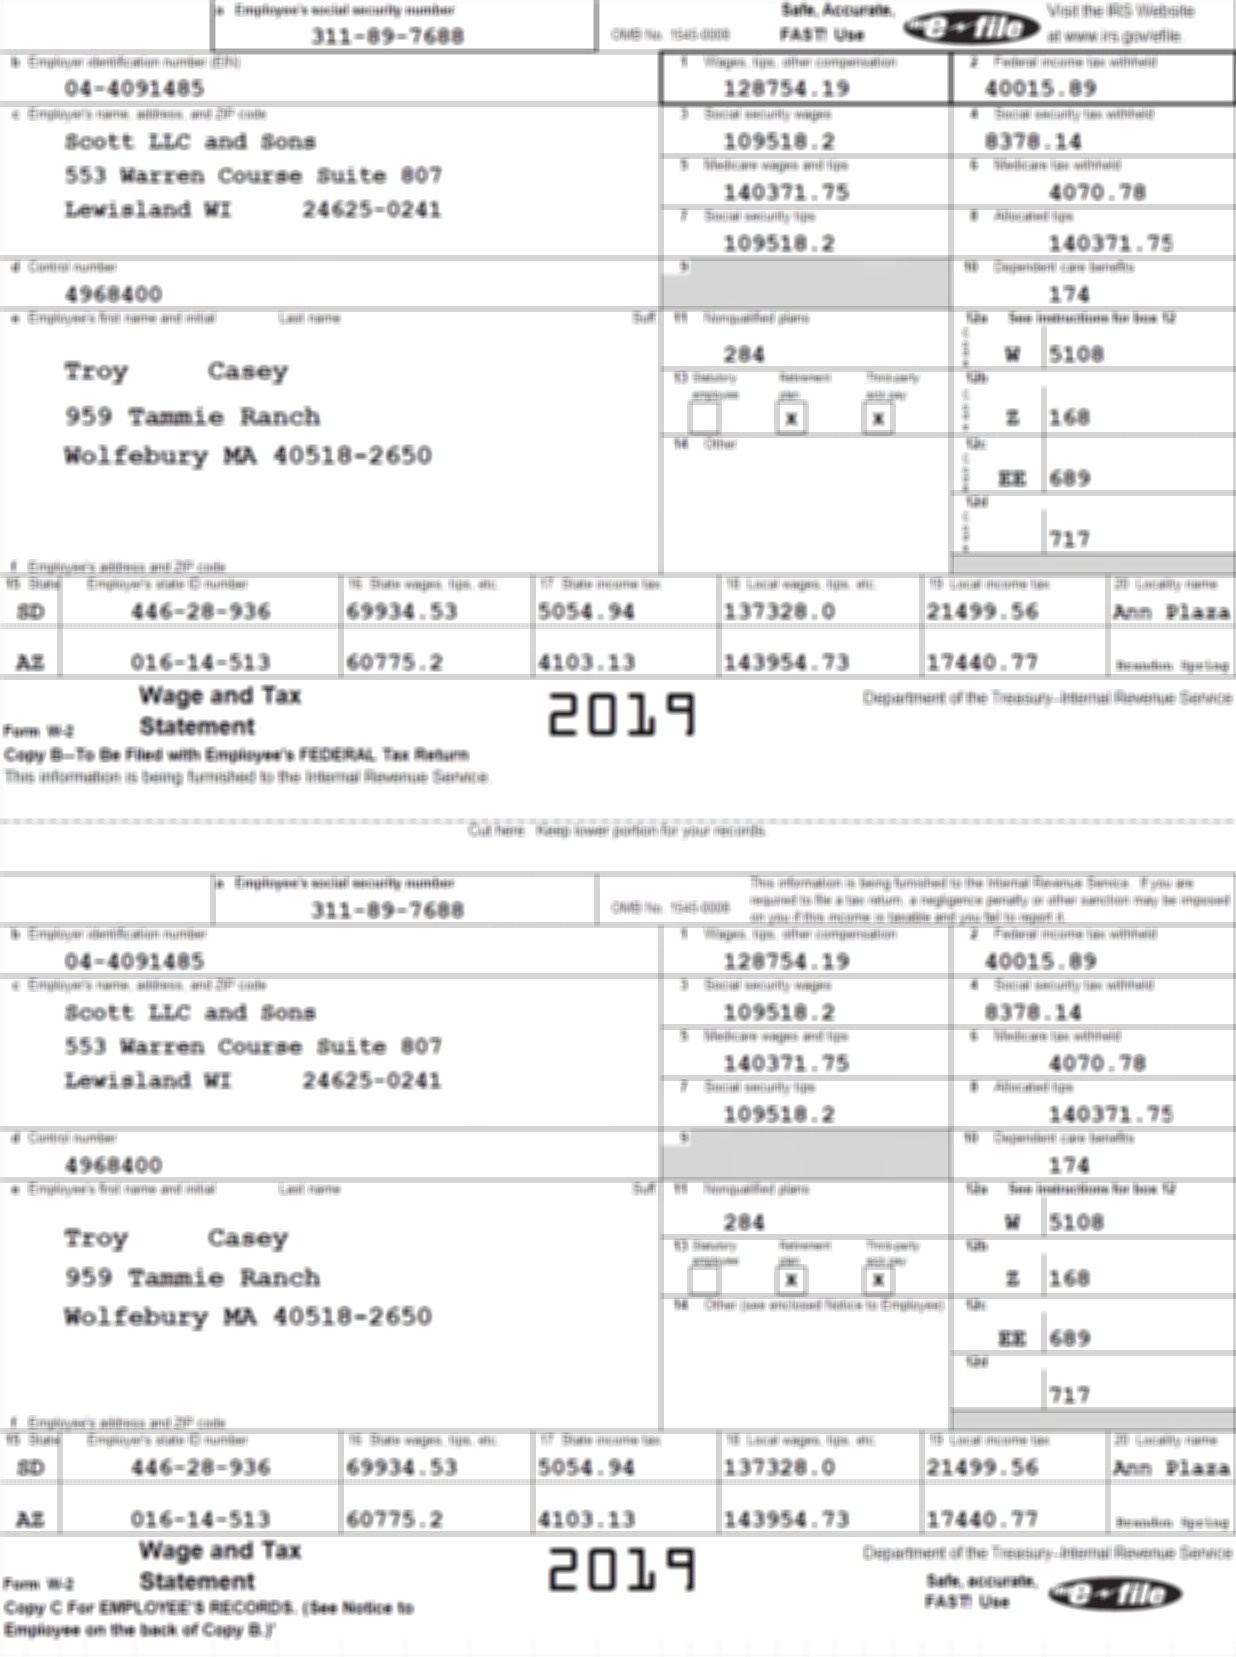 a Employee's social security number
311-89-7688
OMB No. 1545-0008
Safe, Accurate,
FAST! Use
e~file
Visit the IRS Website
at www.irs.gov/efile.
b Employer identification number (EIN)
04-4091485
1 Wages, tips, other compensation
128754.19
2 Federal income tax withheld
40015.89
c Employer's name, address, and ZIP code
Scott LLC and Sons
553 Warren Course Suite 807
Lewisland WI 24625-0241
3 Social security wages
109518.2
4 Social security tax withheld
8378.14
5 Medicare wages and tips
140371.75
6 Medicare tax withheld
4070.78
7 Social security tips
109518.2
8 Allocated tips
140371.75
d Control number
4968400
9
10 Dependent care benefits
174
e Employee's first name and initial Last name Suff.
Troy Casey
959 Tammie Ranch
Wolfebury MA 40518-2650
11 Nonqualified plans
284
12a See instructions for box 12
W 5108
13 Statutory employee Retirement plan Third-party sick pay
X X
12b
Z 168
14 Other
12c
EE 689
12d
717
f Employee's address and ZIP code
15 State Employer's state ID number 16 State wages, tips, etc. 17 State income tax 18 Local wages, tips, etc. 19 Local income tax 20 Locality name
SD 446-28-936 69934.53 5054.94 137328.0 21499.56 Ann Plaza
AZ 016-14-513 60775.2 4103.13 143954.73 17440.77 Brandon Spring
Form W-2
Wage and Tax
Statement
2019
Department of the Treasury–Internal Revenue Service
Copy B–To Be Filed with Employee's FEDERAL Tax Return
This information is being furnished to the Internal Revenue Service.
Cut here. Keep lower portion for your records.
a Employee's social security number
311-89-7688
OMB No. 1545-0008
This information is being furnished to the Internal Revenue Service. If you are
required to file a tax return, a negligence penalty or other sanction may be imposed
on you if this income is taxable and you fail to report it.
b Employer identification number
04-4091485
1 Wages, tips, other compensation
128754.19
2 Federal income tax withheld
40015.89
c Employer's name, address, and ZIP code
Scott LLC and Sons
553 Warren Course Suite 807
Lewisland WI 24625-0241
3 Social security wages
109518.2
4 Social security tax withheld
8378.14
5 Medicare wages and tips
140371.75
6 Medicare tax withheld
4070.78
7 Social security tips
109518.2
8 Allocated tips
140371.75
d Control number
4968400
9
10 Dependent care benefits
174
e Employee's first name and initial Last name Suff.
Troy Casey
959 Tammie Ranch
Wolfebury MA 40518-2650
11 Nonqualified plans
284
12a See instructions for box 12
W 5108
13 Statutory employee Retirement plan Third-party sick pay
X X
12b
Z 168
14 Other (see enclosed Notice to Employee)
12c
EE 689
12d
717
f Employee's address and ZIP code
15 State Employer's state ID number 16 State wages, tips, etc. 17 State income tax 18 Local wages, tips, etc. 19 Local income tax 20 Locality name
SD 446-28-936 69934.53 5054.94 137328.0 21499.56 Ann Plaza
AZ 016-14-513 60775.2 4103.13 143954.73 17440.77 Brandon Spring
Form W-2
Wage and Tax
Statement
2019
Department of the Treasury–Internal Revenue Service
Safe, accurate,
FAST! Use
e~file
Copy C For EMPLOYEE'S RECORDS. (See Notice to
Employee on the back of Copy B.)'